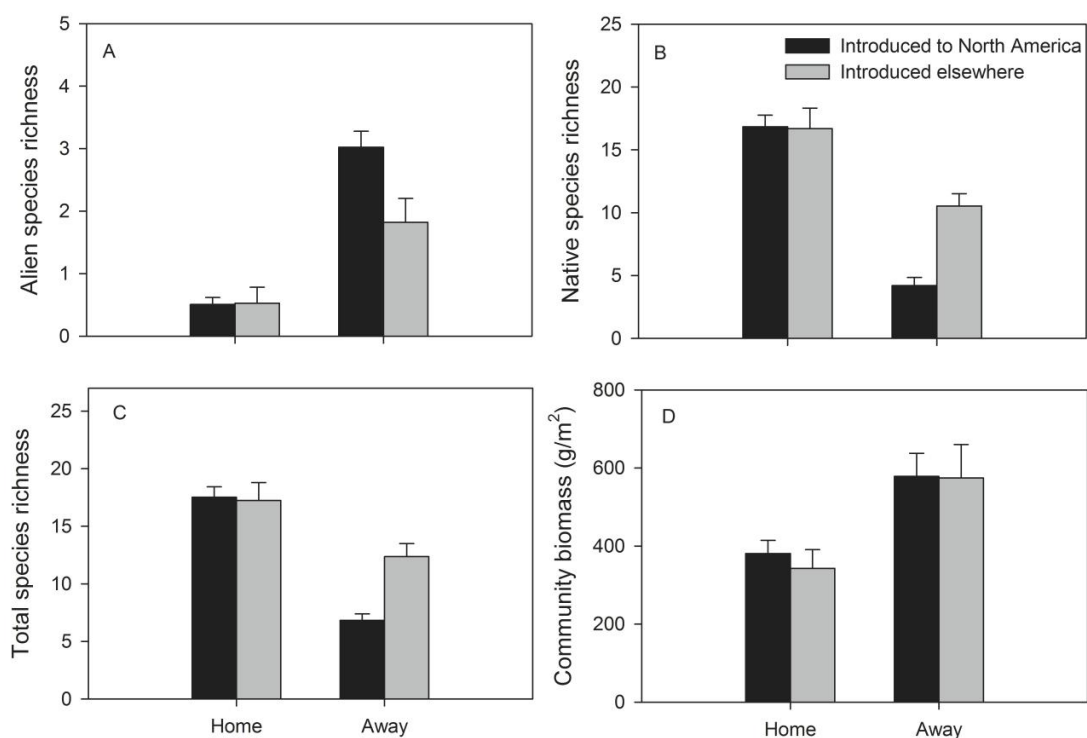 A
Alien species richness
5
4
3
2
1
0
B
Introduced to North America
Introduced elsewhere
Native species richness
25
20
15
10
5
0
C
Total species richness
25
20
15
10
5
0
Home
Away
D
Community biomass (g/m²)
800
600
400
200
0
Home
Away